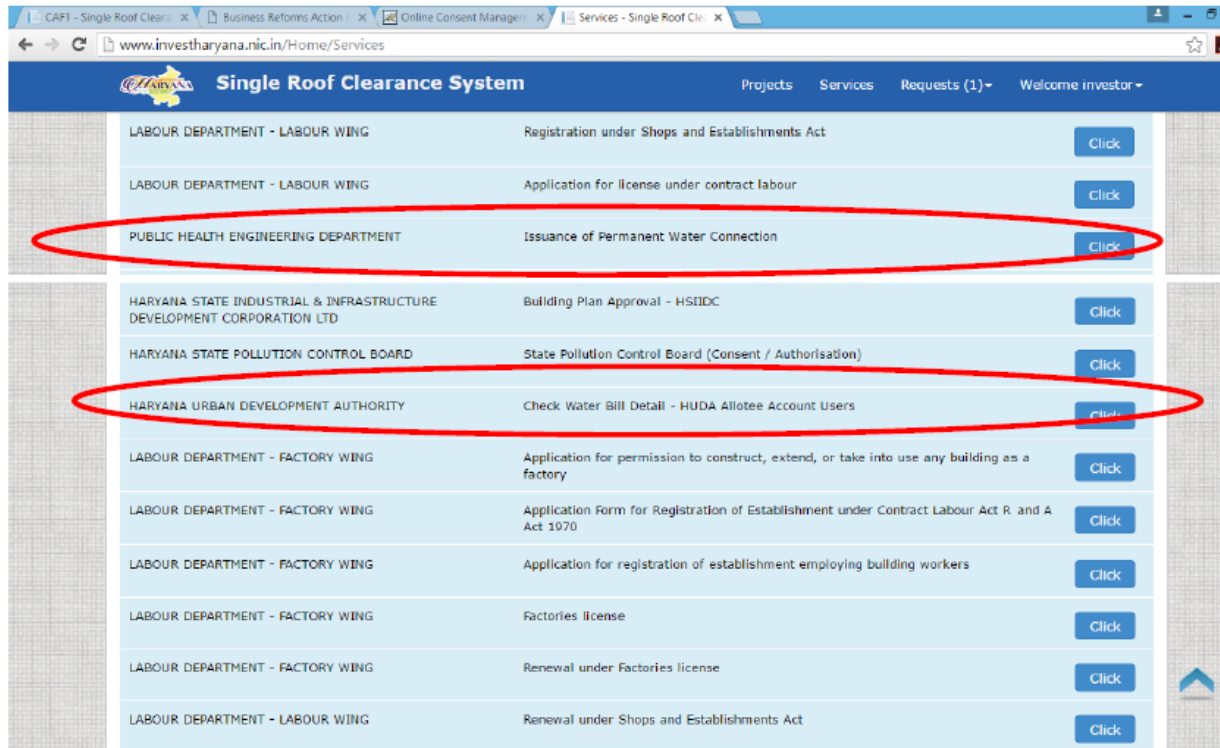 CAF1 - Single Roof Cleara
Business Reforms Action
Online Consent Managem
Services - Single Roof Cle
www.investharyana.nic.in/Home/Services
HARYANA
Single Roof Clearance System
Projects Services Requests (1) Welcome investor
LABOUR DEPARTMENT - LABOUR WING Registration under Shops and Establishments Act Click
LABOUR DEPARTMENT - LABOUR WING Application for license under contract labour Click
PUBLIC HEALTH ENGINEERING DEPARTMENT Issuance of Permanent Water Connection Click
HARYANA STATE INDUSTRIAL & INFRASTRUCTURE Building Plan Approval - HSIIDC Click
DEVELOPMENT CORPORATION LTD
HARYANA STATE POLLUTION CONTROL BOARD State Pollution Control Board (Consent / Authorisation) Click
HARYANA URBAN DEVELOPMENT AUTHORITY Check Water Bill Detail - HUDA Allotee Account Users Click
LABOUR DEPARTMENT - FACTORY WING Application for permission to construct, extend, or take into use any building as a Click
factory
LABOUR DEPARTMENT - FACTORY WING Application Form for Registration of Establishment under Contract Labour Act R and A Click
Act 1970
LABOUR DEPARTMENT - FACTORY WING Application for registration of establishment employing building workers Click
LABOUR DEPARTMENT - FACTORY WING Factories license Click
LABOUR DEPARTMENT - FACTORY WING Renewal under Factories license Click
LABOUR DEPARTMENT - LABOUR WING Renewal under Shops and Establishments Act Click